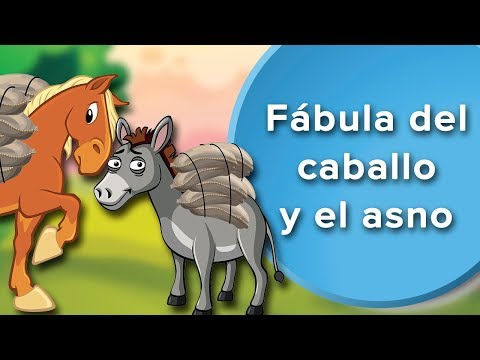 Fábula del
caballo
y el asno